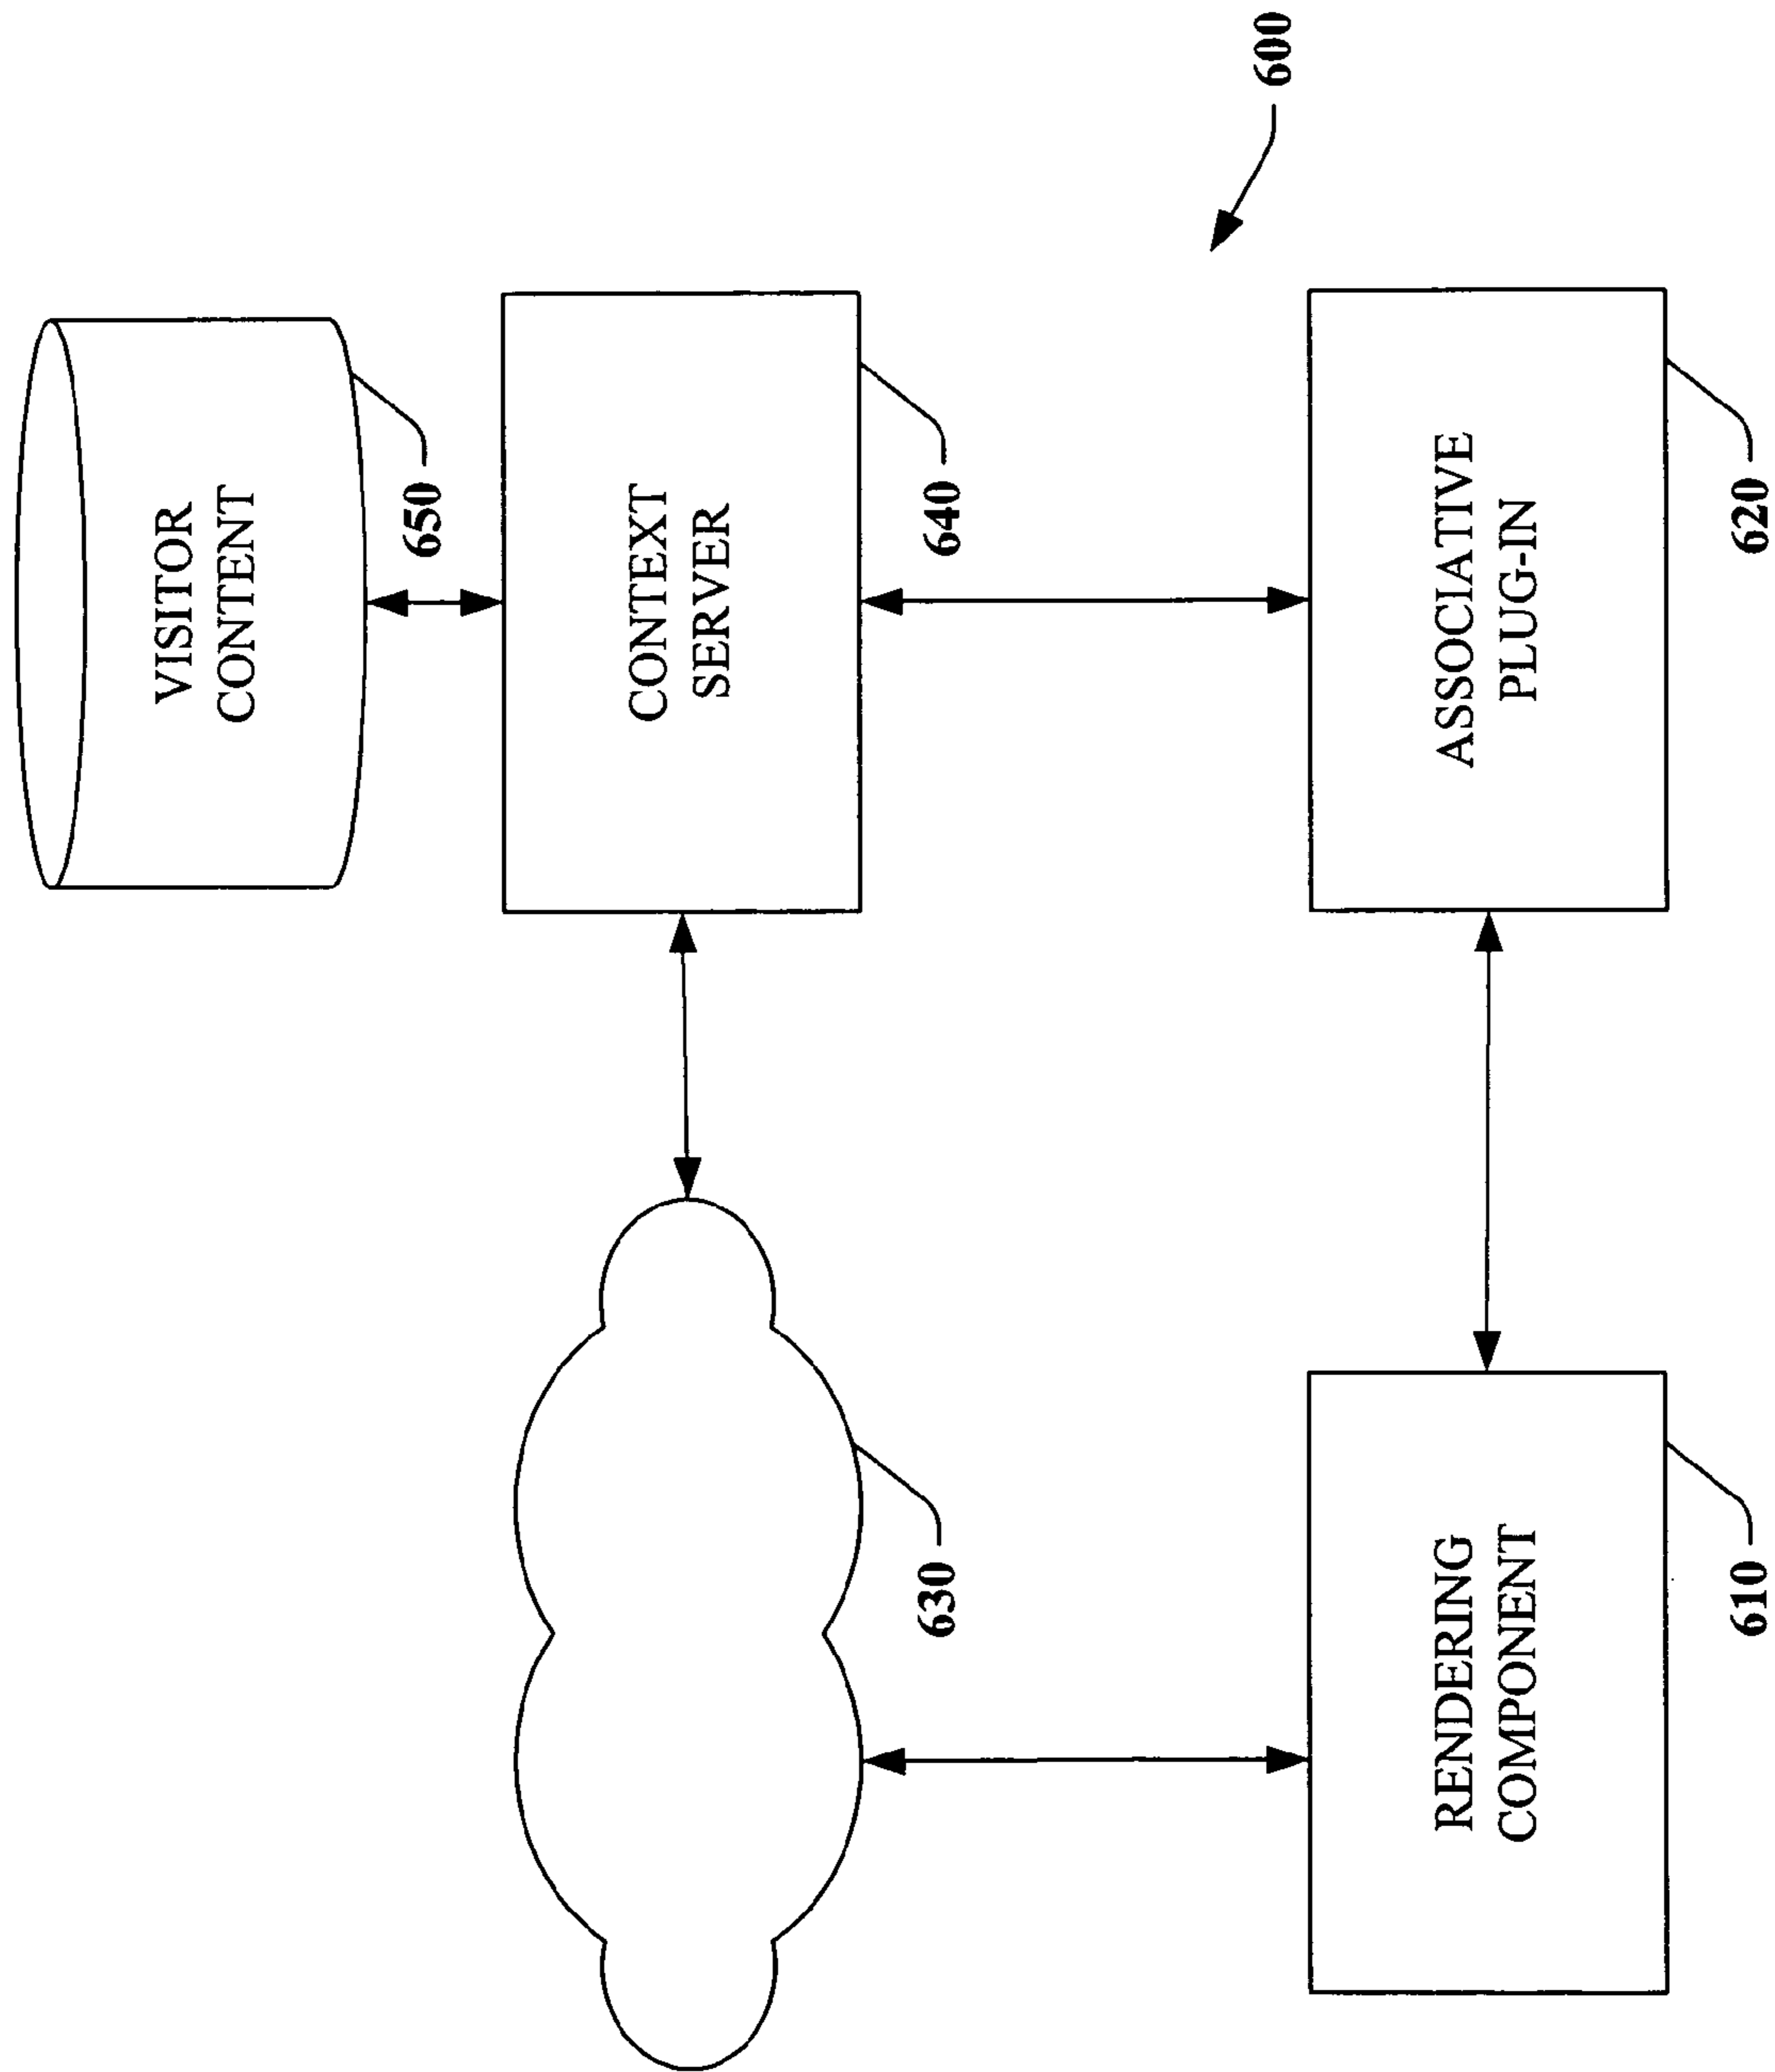 VISITOR
CONTENT
650
CONTEXT
SERVER
640
600
630
ASSOCIATIVE
PLUG-IN
620
RENDERING
COMPONENT
610